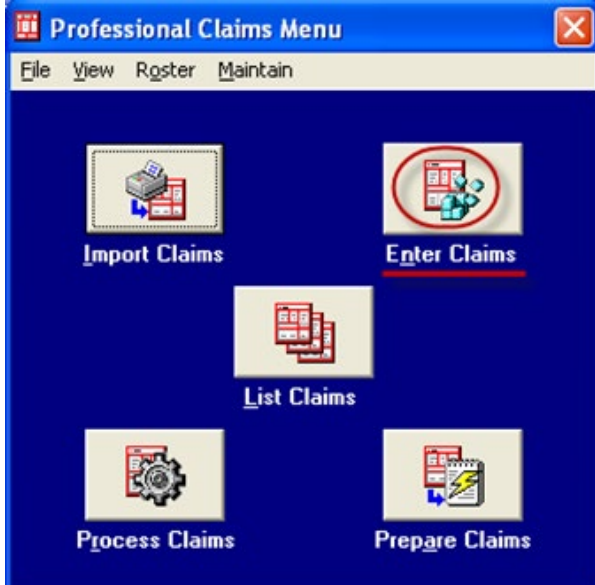 Professional Claims Menu
File View Roster Maintain
Import Claims Enter Claims
List Claims
Process Claims Prepare Claims